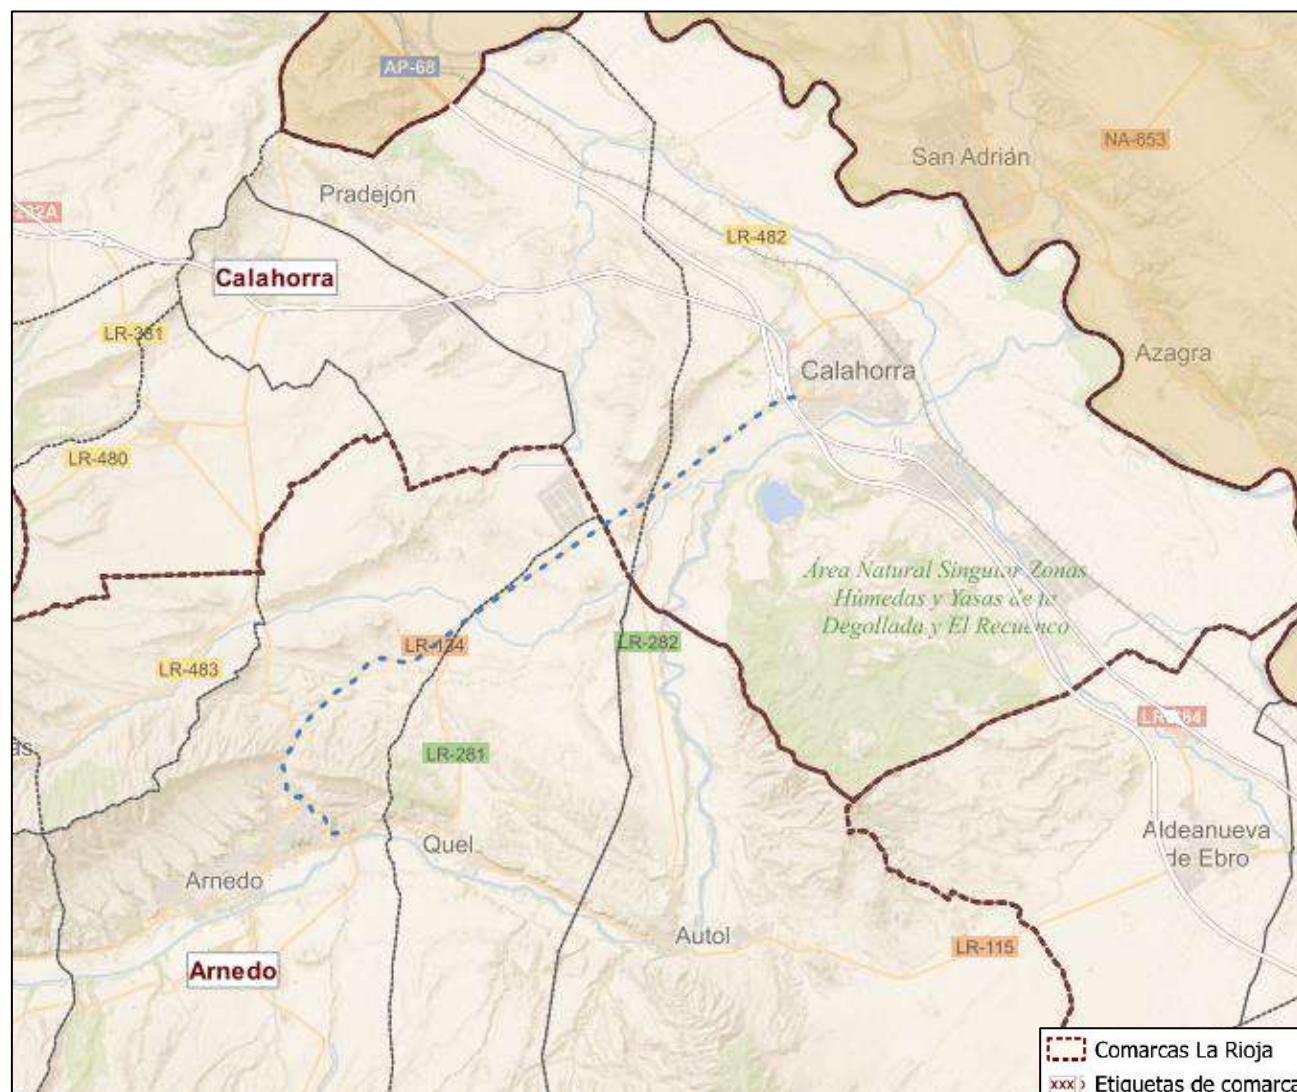 AP-68
NA-653
San Adrián
Pradejón
-232A
LR-482
Calahorra
LR-381
Azagra
Calahorra
LR-480
Área Natural Singular Zonas
Húmedas y Yasas de la
Degollada y El Recuenco
LR-134
LR-282
LR-483
LR-281
Aldeanueva
de Ebro
Quel
Arnedo
Autol
LR-115
Arnedo
Comarcas La Rioja
xxx Etiquetas de comarca